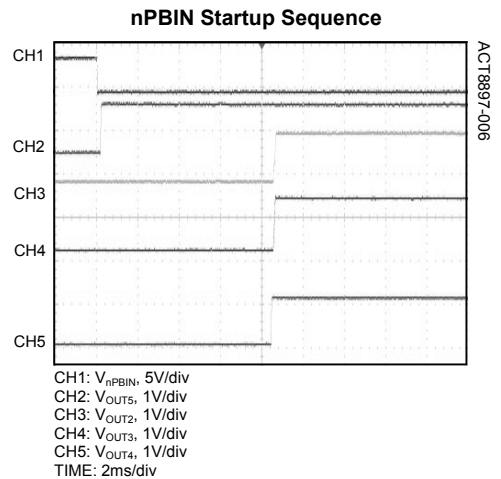 nPBIN Startup Sequence
CH1
CH2
CH3
CH4
CH5
ACT8897-006
CH1: VnPBIN, 5V/div
CH2: VOUT5, 1V/div
CH3: VOUT2, 1V/div
CH4: VOUT3, 1V/div
CH5: VOUT4, 1V/div
TIME: 2ms/div